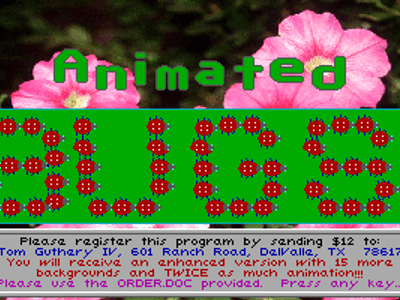 Animated
BUGS
Please register this program by sending $12 to:
Tom Guthery IV, 601 Ranch Road, DelValle, TX 78617
You will receive an enhanced version with 15 more
backgrounds and TWICE as much animation!!!
Please use the ORDER.DOC provided. Press any key..